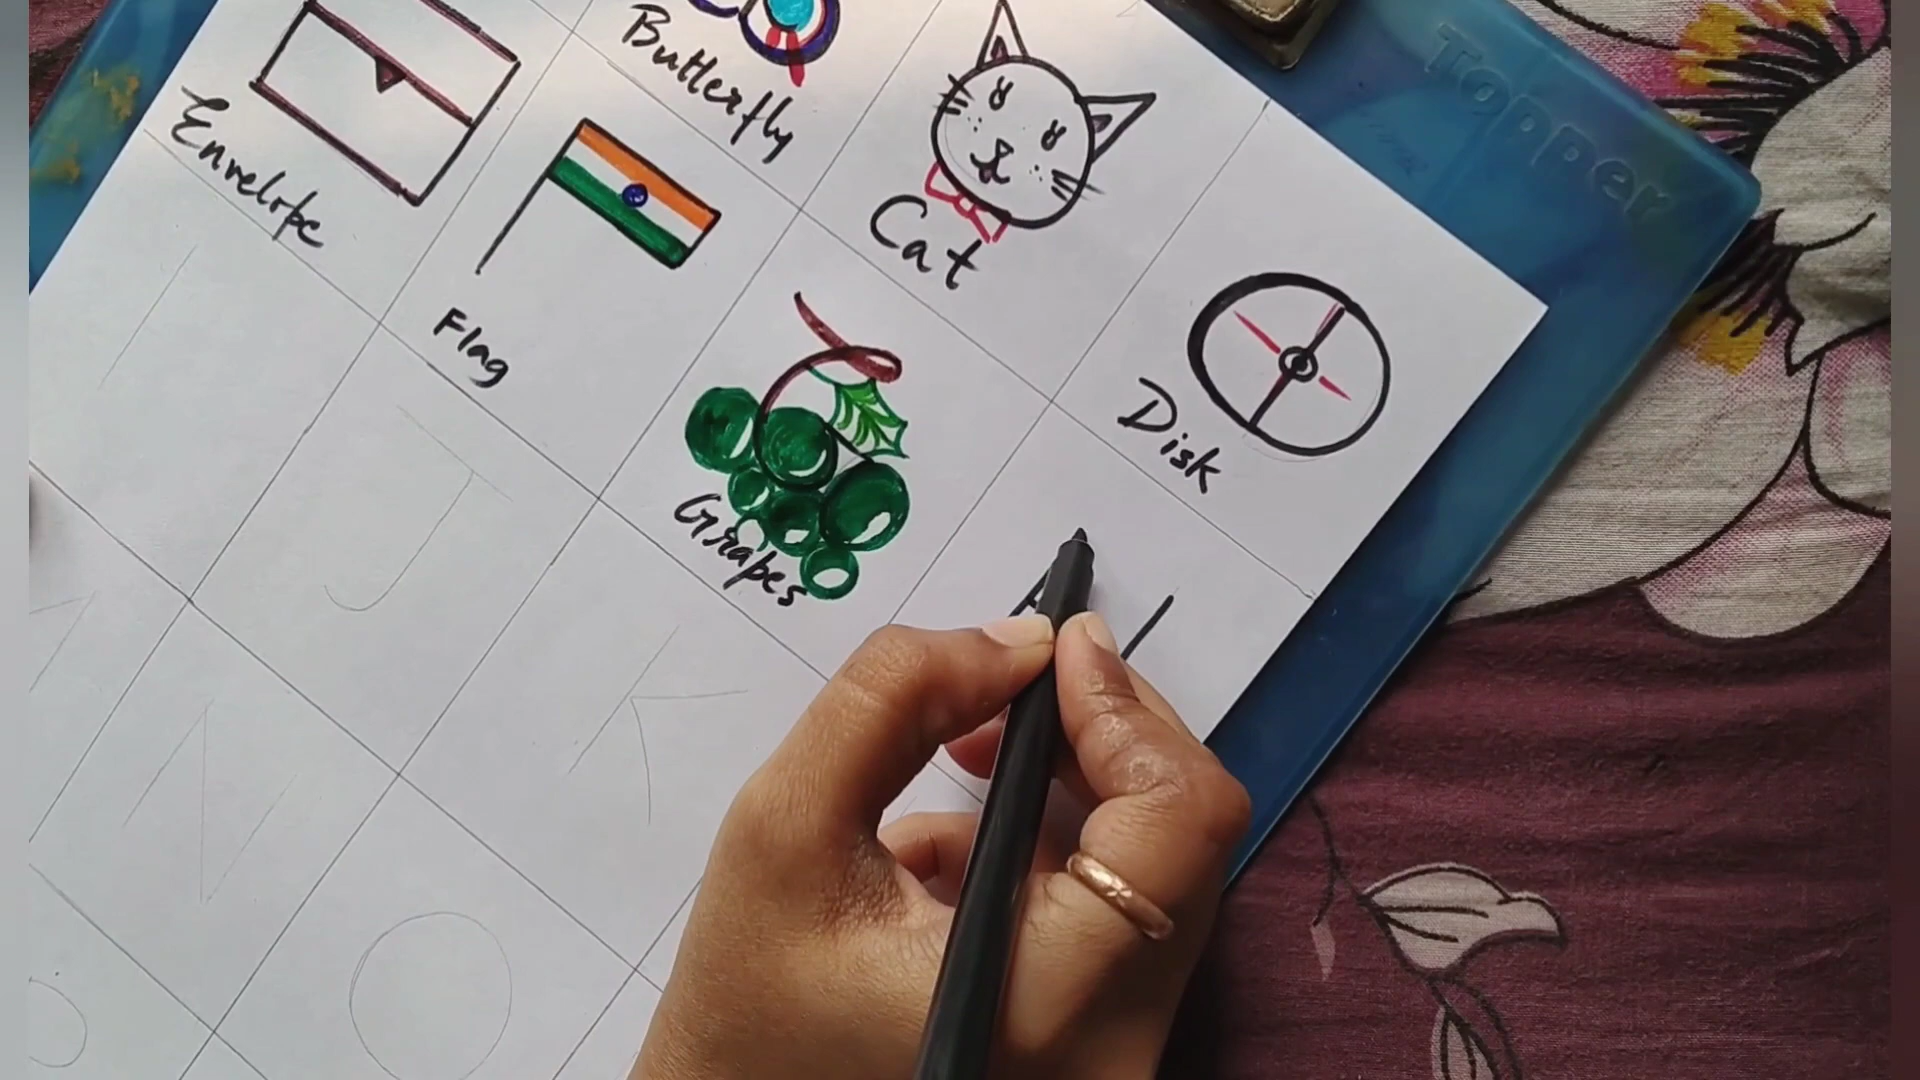 Butterfly
Cat
Disk
Envelope
Flag
Grapes
J
K
N
O
Topper